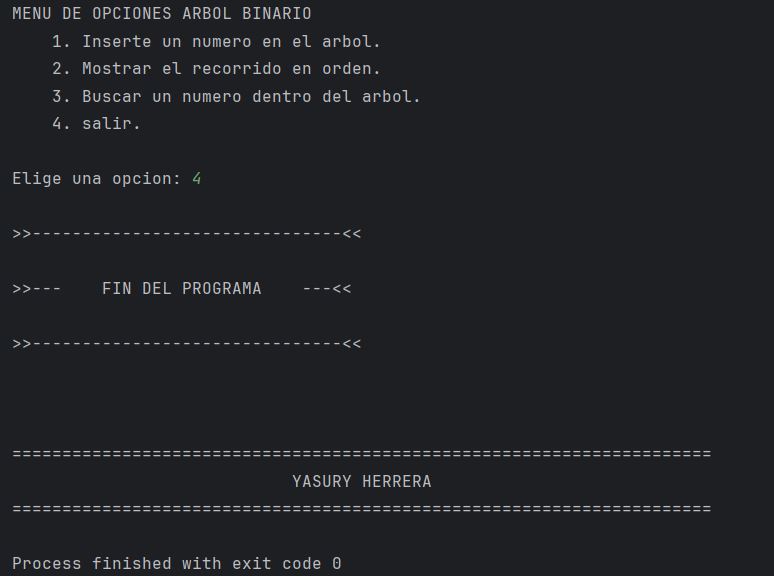 MENU DE OPCIONES ARBOL BINARIO
1. Inserte un numero en el arbol.
2. Mostrar el recorrido en orden.
3. Buscar un numero dentro del arbol.
4. salir.
Elige una opcion: 4
>>-------------------------------<<
>>---    FIN DEL PROGRAMA    ---<<
>>-------------------------------<<
======================================================================
YASURY HERRERA
======================================================================
Process finished with exit code 0